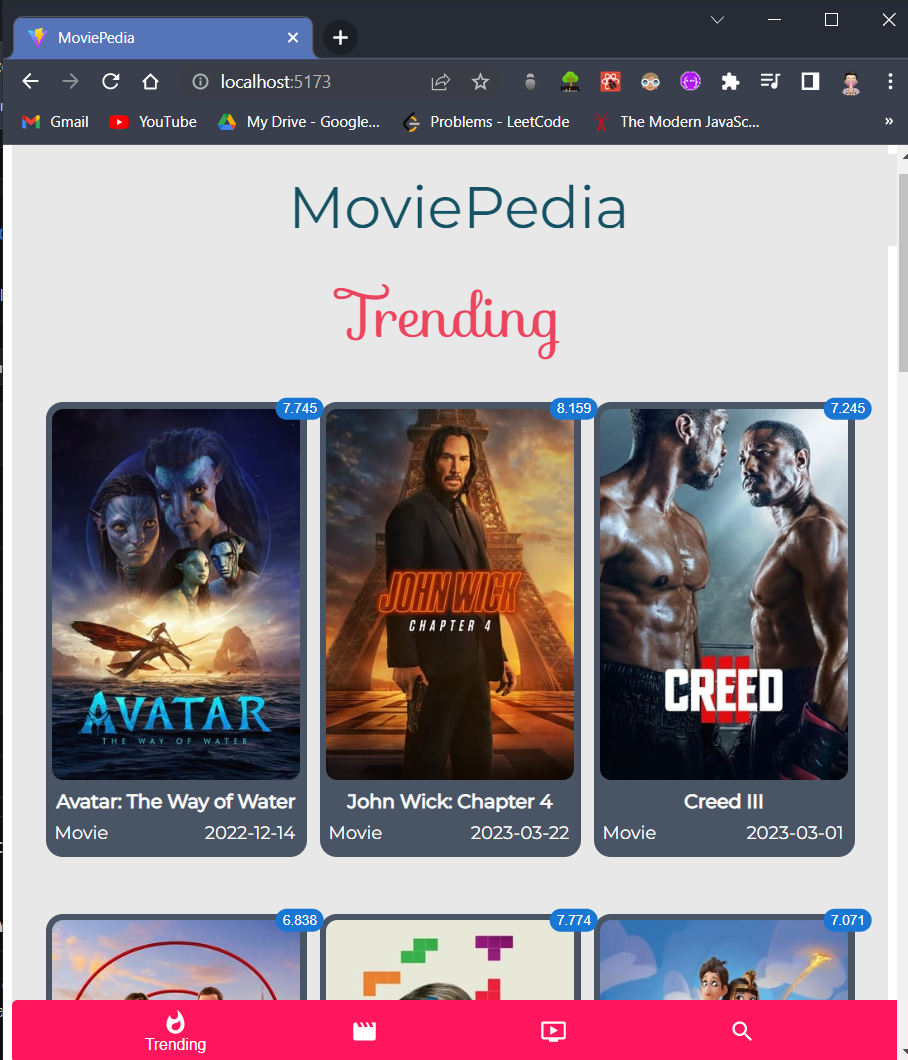 MoviePedia
localhost:5173
Gmail
YouTube
My Drive - Google...
Problems - LeetCode
The Modern JavaSc...
»
MoviePedia
Trending
7.745
8.159
7.245
AVATAR
THE WAY OF WATER
JOHN WICK
CHAPTER 4
CREED
III
Avatar: The Way of Water
John Wick: Chapter 4
Creed III
Movie 2022-12-14
Movie 2023-03-22
Movie 2023-03-01
6.838
7.774
7.071
Trending